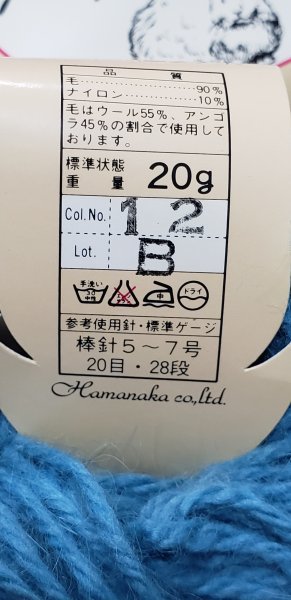 品質
毛 90%
ナイロン 10%
毛はウール55%、アンゴ
ラ45%の割合で使用して
おります。
標準状態
重量 20g
Col.No. 12
Lot. B
手洗い 30 中性 中 ドライ
参考使用針・標準ゲージ
棒針5〜7号
20目・28段
Hamanaka co.,ltd.